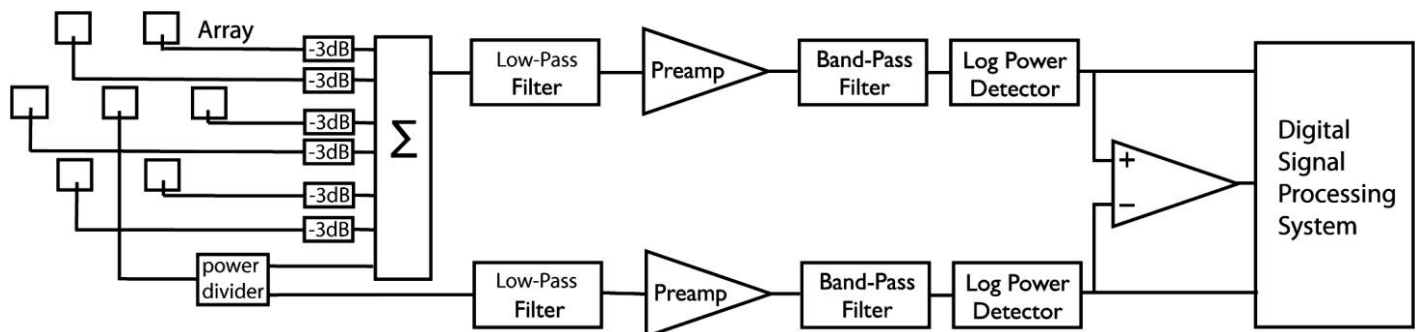 Array
-3dB
-3dB
-3dB
-3dB
-3dB
-3dB
power
divider
Σ
Low-Pass
Filter
Preamp
Band-Pass
Filter
Log Power
Detector
Low-Pass
Filter
Preamp
Band-Pass
Filter
Log Power
Detector
+
−
Digital
Signal
Processing
System